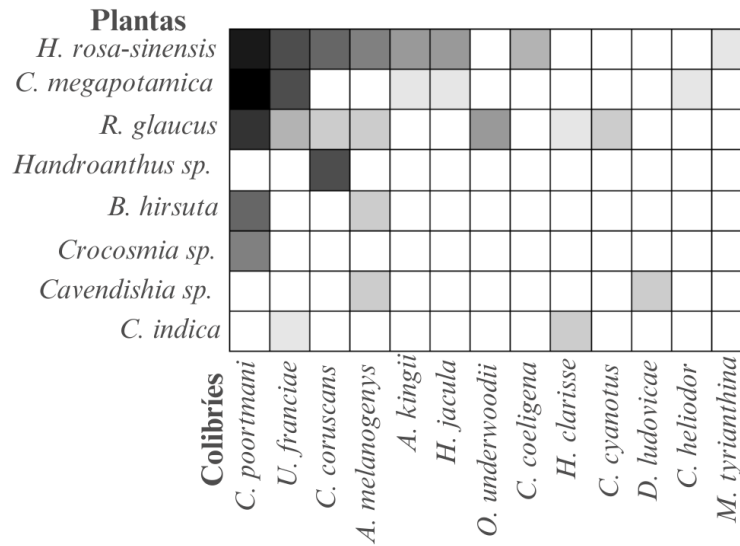 Plantas
H. rosa-sinensis
C. megapotamica
R. glaucus
Handroanthus sp.
B. hirsuta
Crocosmia sp.
Cavendishia sp.
C. indica
Colibríes
C. poortmani
U. franciae
C. coruscans
A. melanogenys
A. kingii
H. jacula
O. underwoodii
C. coeligena
H. clarisse
C. cyanotus
D. ludovicae
C. heliodor
M. tyrianthina